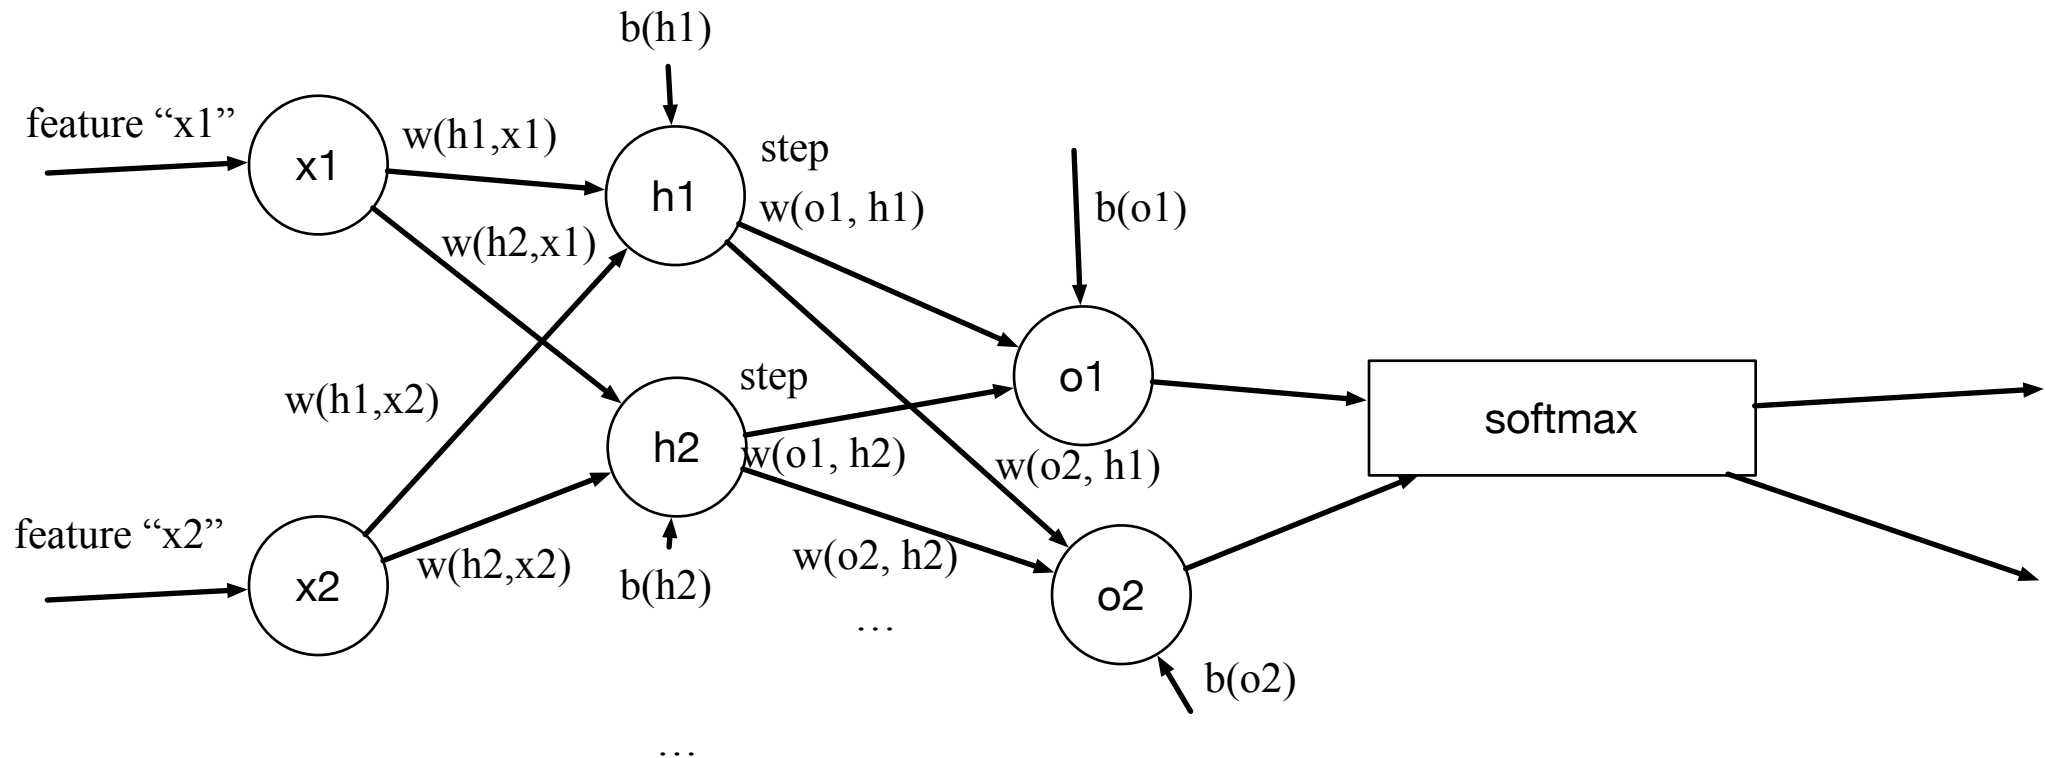 b(h1)
feature “x1”
w(h1,x1)
x1
step
h1
w(o1, h1)
b(o1)
w(h2,x1)
step
o1
w(h1,x2)
softmax
h2
w(o1, h2)
w(o2, h1)
feature “x2”
w(h2,x2)
w(o2, h2)
x2
b(h2)
o2
…
b(o2)
…